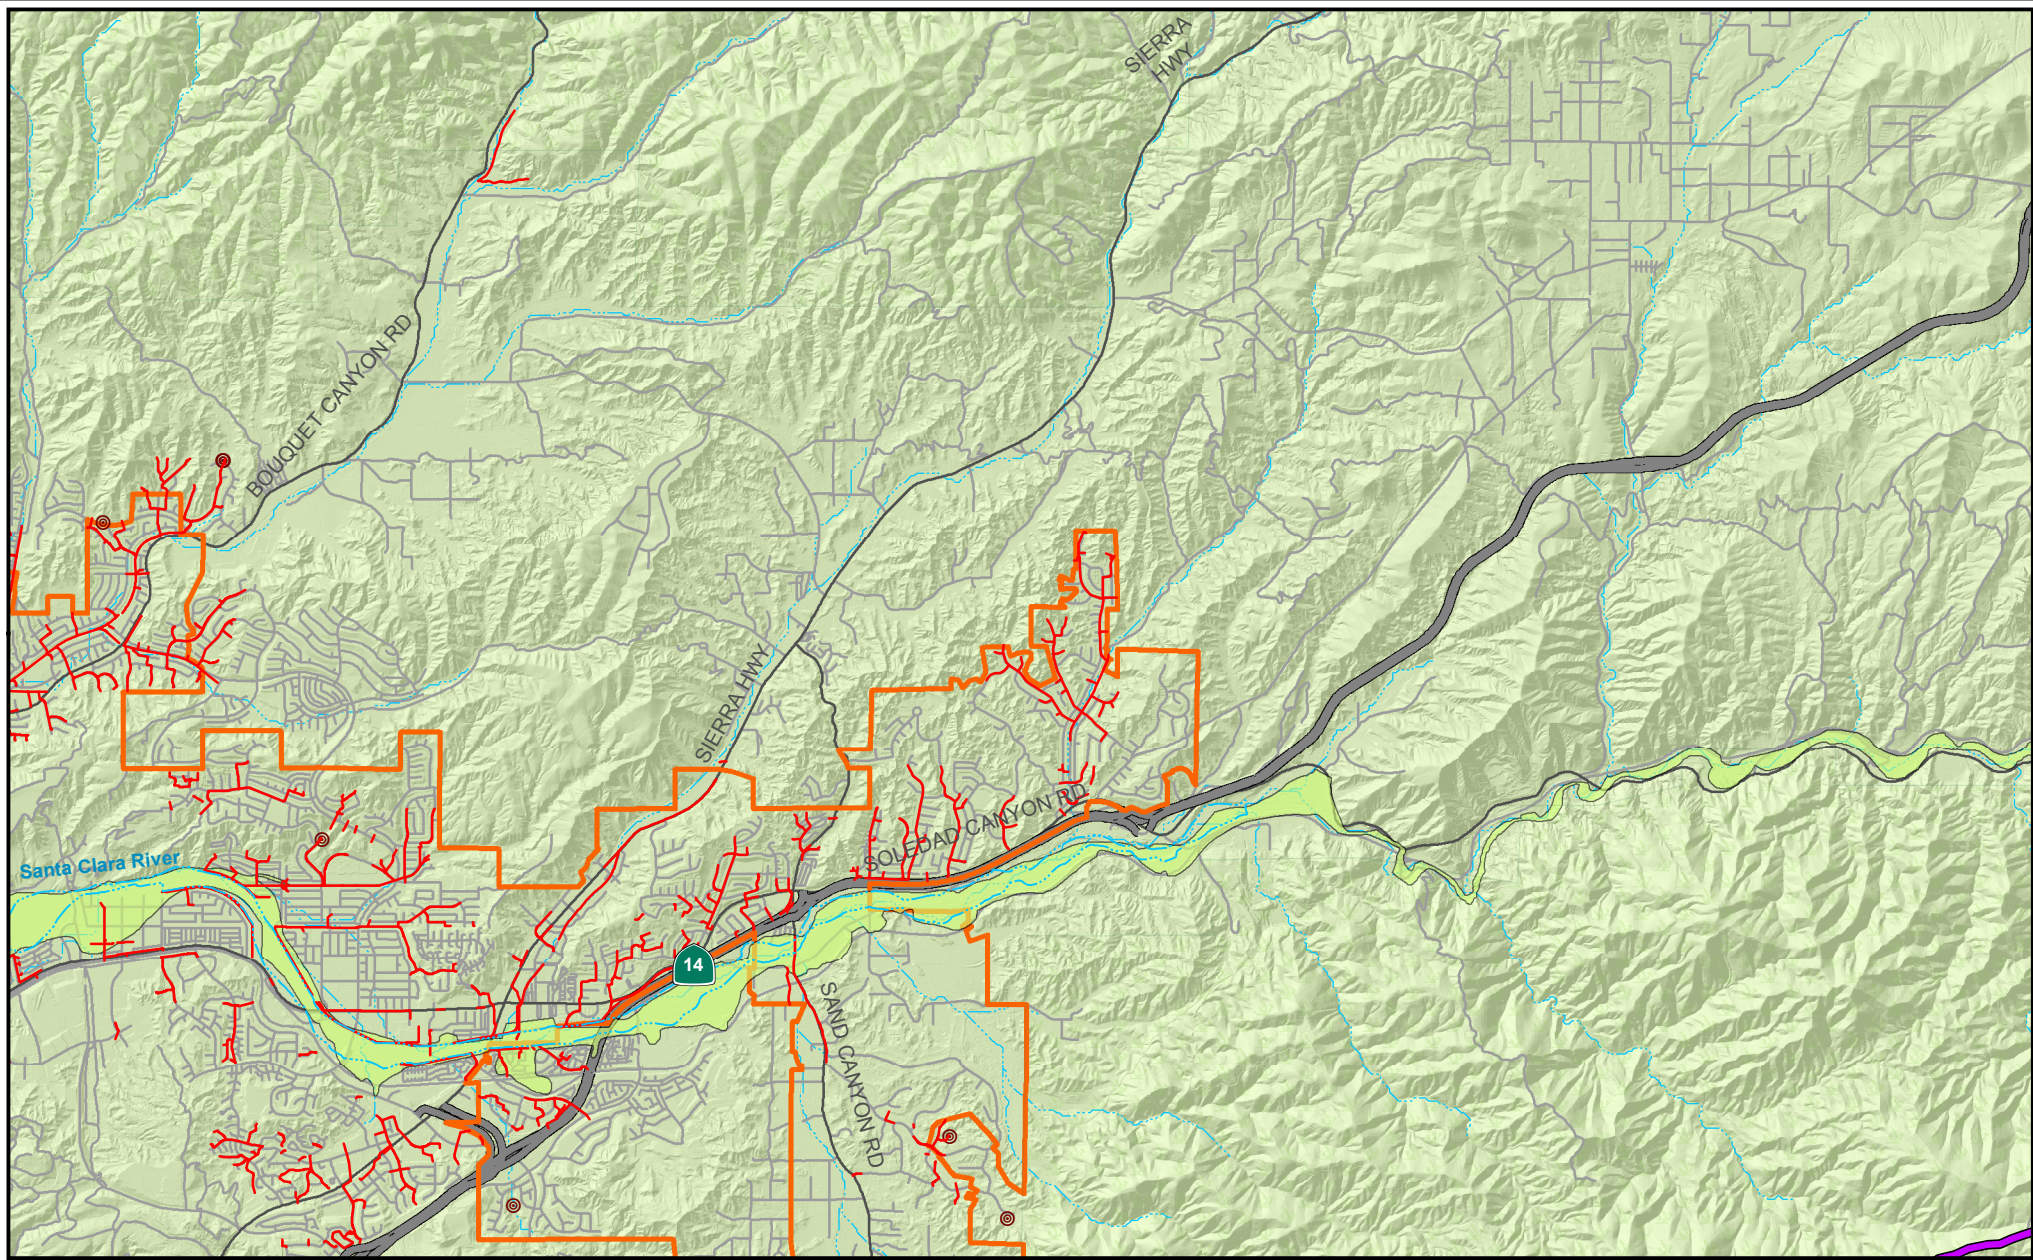 SIERRA
HWY
BOUQUET CANYON RD
SIERRA HWY
SOLEDAD CANYON RD
Santa Clara River
14
SAND CANYON RD